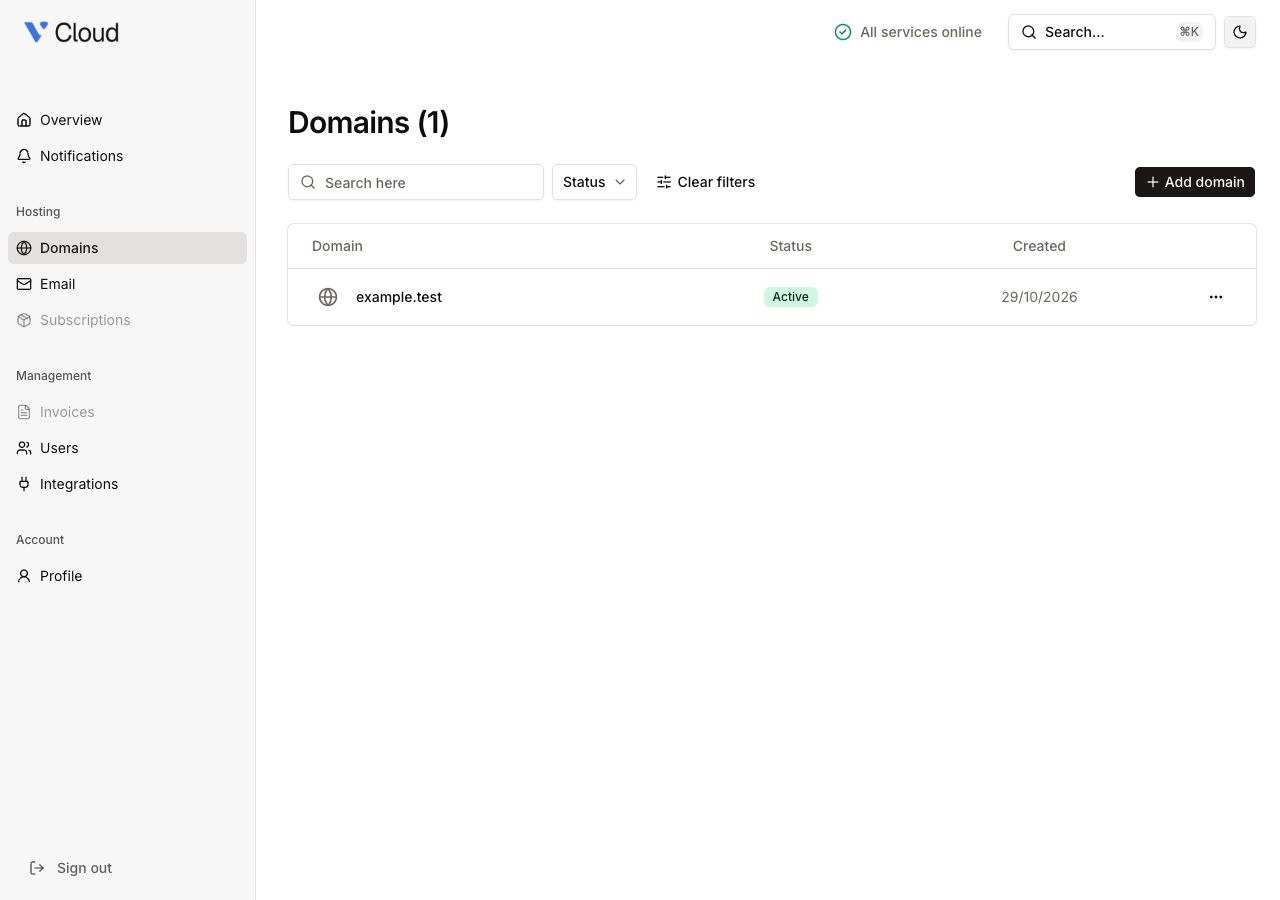 Cloud
All services online
Search...
⌘K
Overview
Notifications
Hosting
Domains
Email
Subscriptions
Management
Invoices
Users
Integrations
Account
Profile
Sign out
Domains (1)
Search here
Status
Clear filters
Add domain
Domain Status Created
example.test Active 29/10/2026